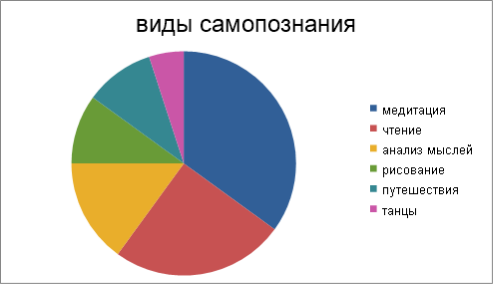 виды самопознания
медитация
чтение
анализ мыслей
рисование
путешествия
танцы